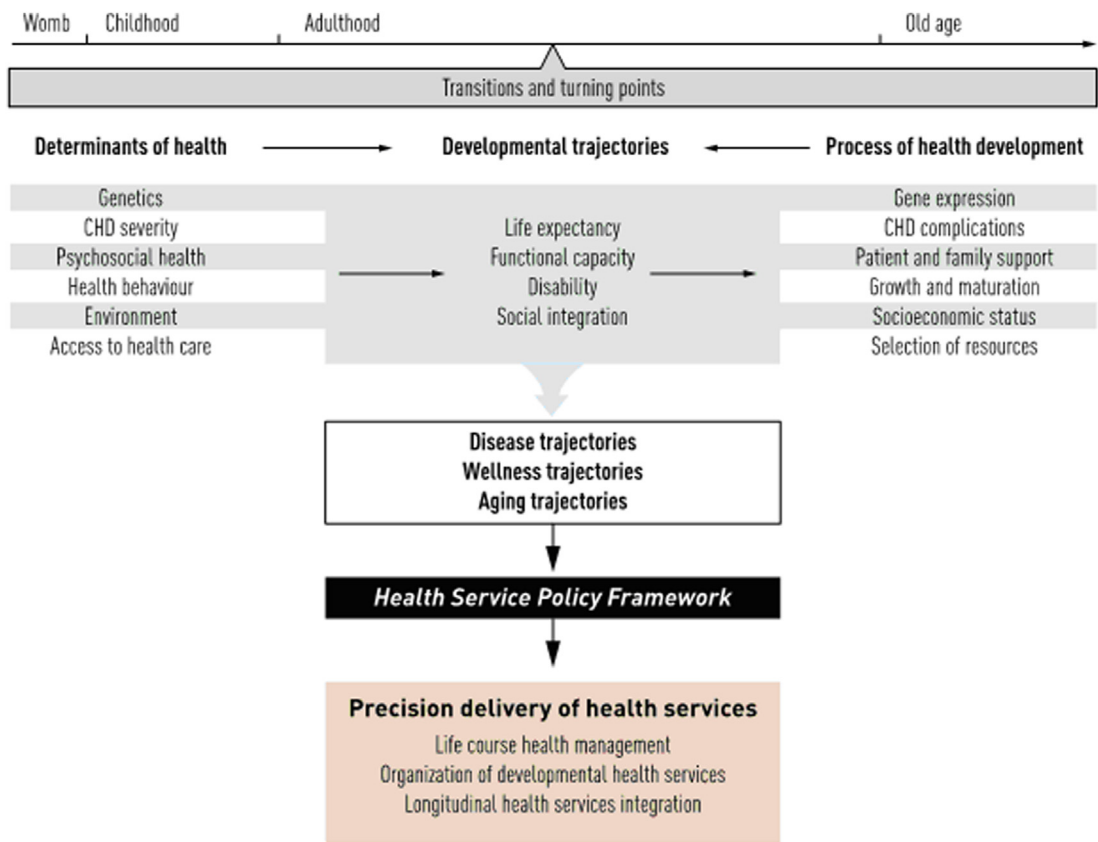 Womb Childhood Adulthood Old age
Transitions and turning points
Determinants of health Developmental trajectories Process of health development
Genetics Gene expression
CHD severity Life expectancy CHD complications
Psychosocial health Functional capacity Patient and family support
Health behaviour Disability Growth and maturation
Environment Social integration Socioeconomic status
Access to health care Selection of resources
Disease trajectories
Wellness trajectories
Aging trajectories
Health Service Policy Framework
Precision delivery of health services
Life course health management
Organization of developmental health services
Longitudinal health services integration